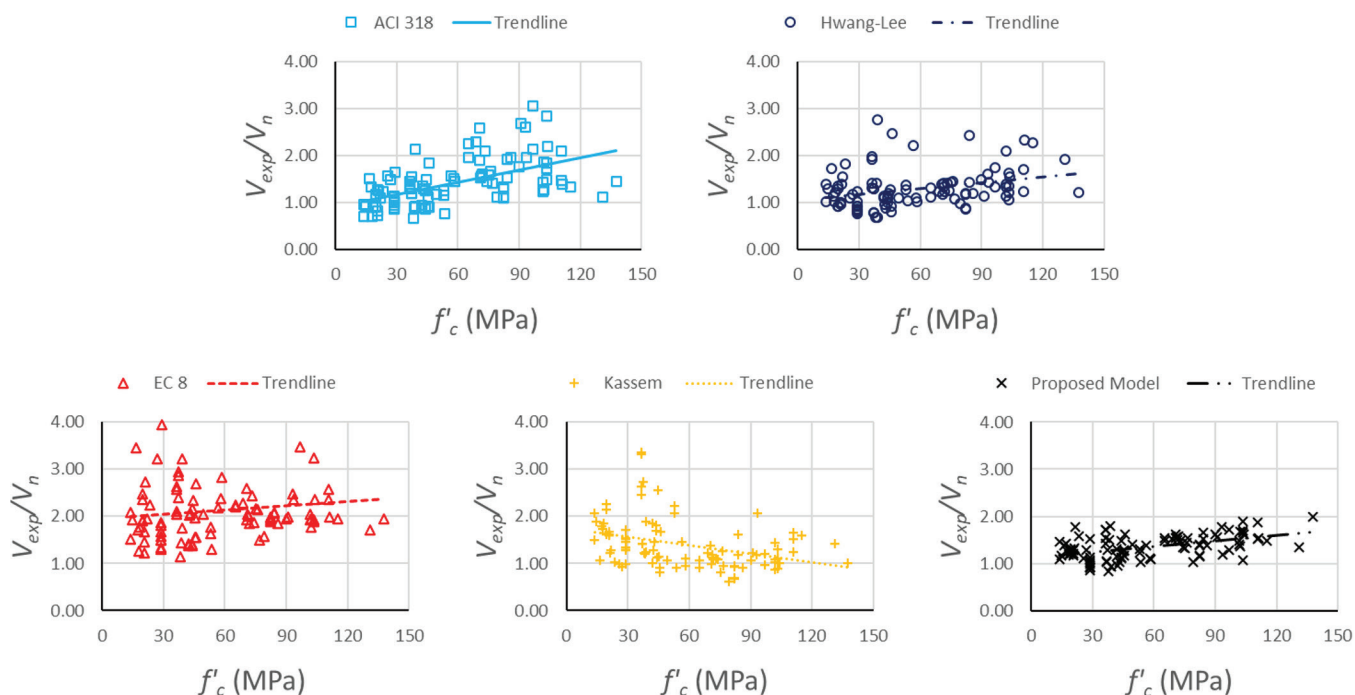 ACI 318 Trendline
4.00
3.00
2.00
1.00
0.00
0 30 60 90 120 150
Vexp/Vn
f'c (MPa)
Hwang-Lee Trendline
4.00
3.00
2.00
1.00
0.00
0 30 60 90 120 150
Vexp/Vn
f'c (MPa)
EC 8 Trendline
4.00
3.00
2.00
1.00
0.00
0 30 60 90 120 150
Vexp/Vn
f'c (MPa)
Kassem Trendline
4.00
3.00
2.00
1.00
0.00
0 30 60 90 120 150
Vexp/Vn
f'c (MPa)
Proposed Model Trendline
4.00
3.00
2.00
1.00
0.00
0 30 60 90 120 150
Vexp/Vn
f'c (MPa)